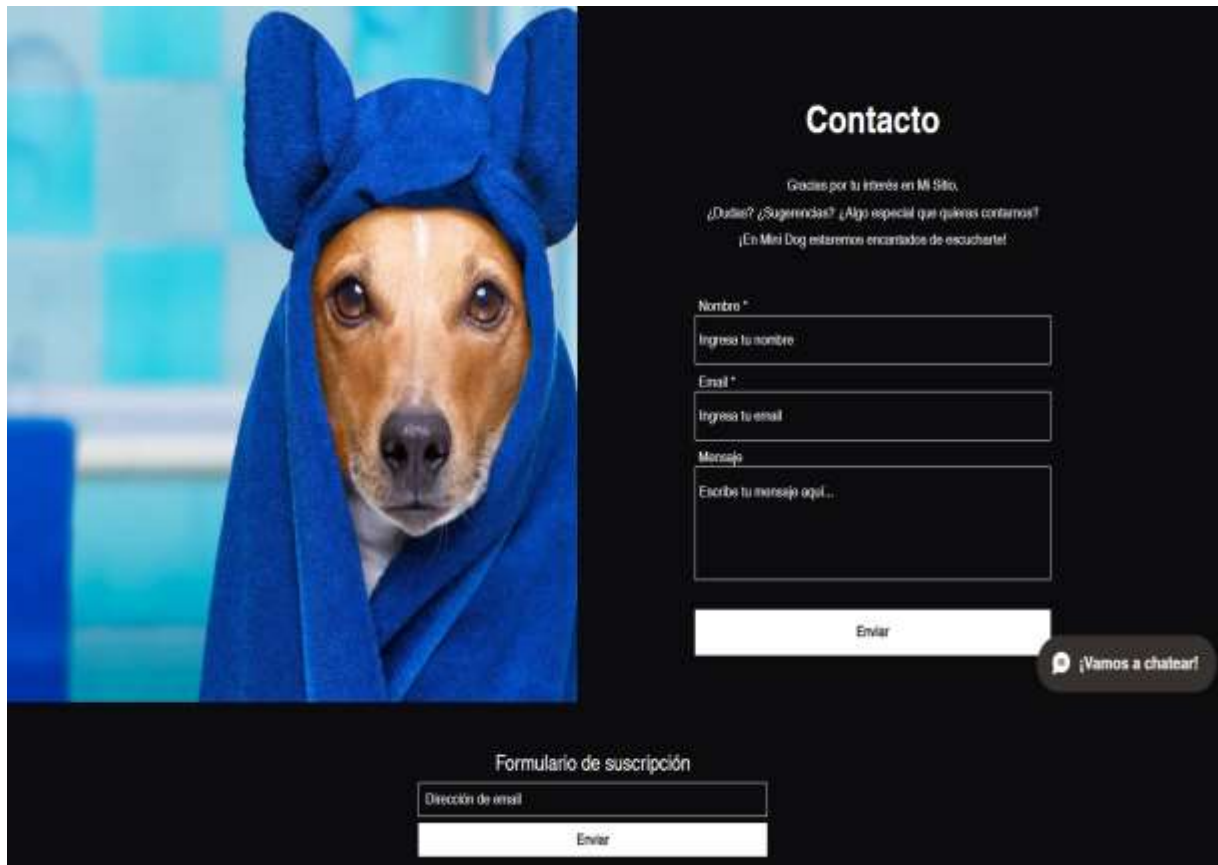 Contacto
Gracias por tu interés en Mi Sitio.
¿Dudas? ¿Sugerencias? ¿Algo especial que quieras contarnos?
¡En Mini Dog estaremos encantados de escucharte!
Nombre *
Ingresa tu nombre
Email *
Ingresa tu email
Mensaje
Escribe tu mensaje aquí...
Enviar
¡Vamos a chatear!
Formulario de suscripción
Dirección de email
Enviar